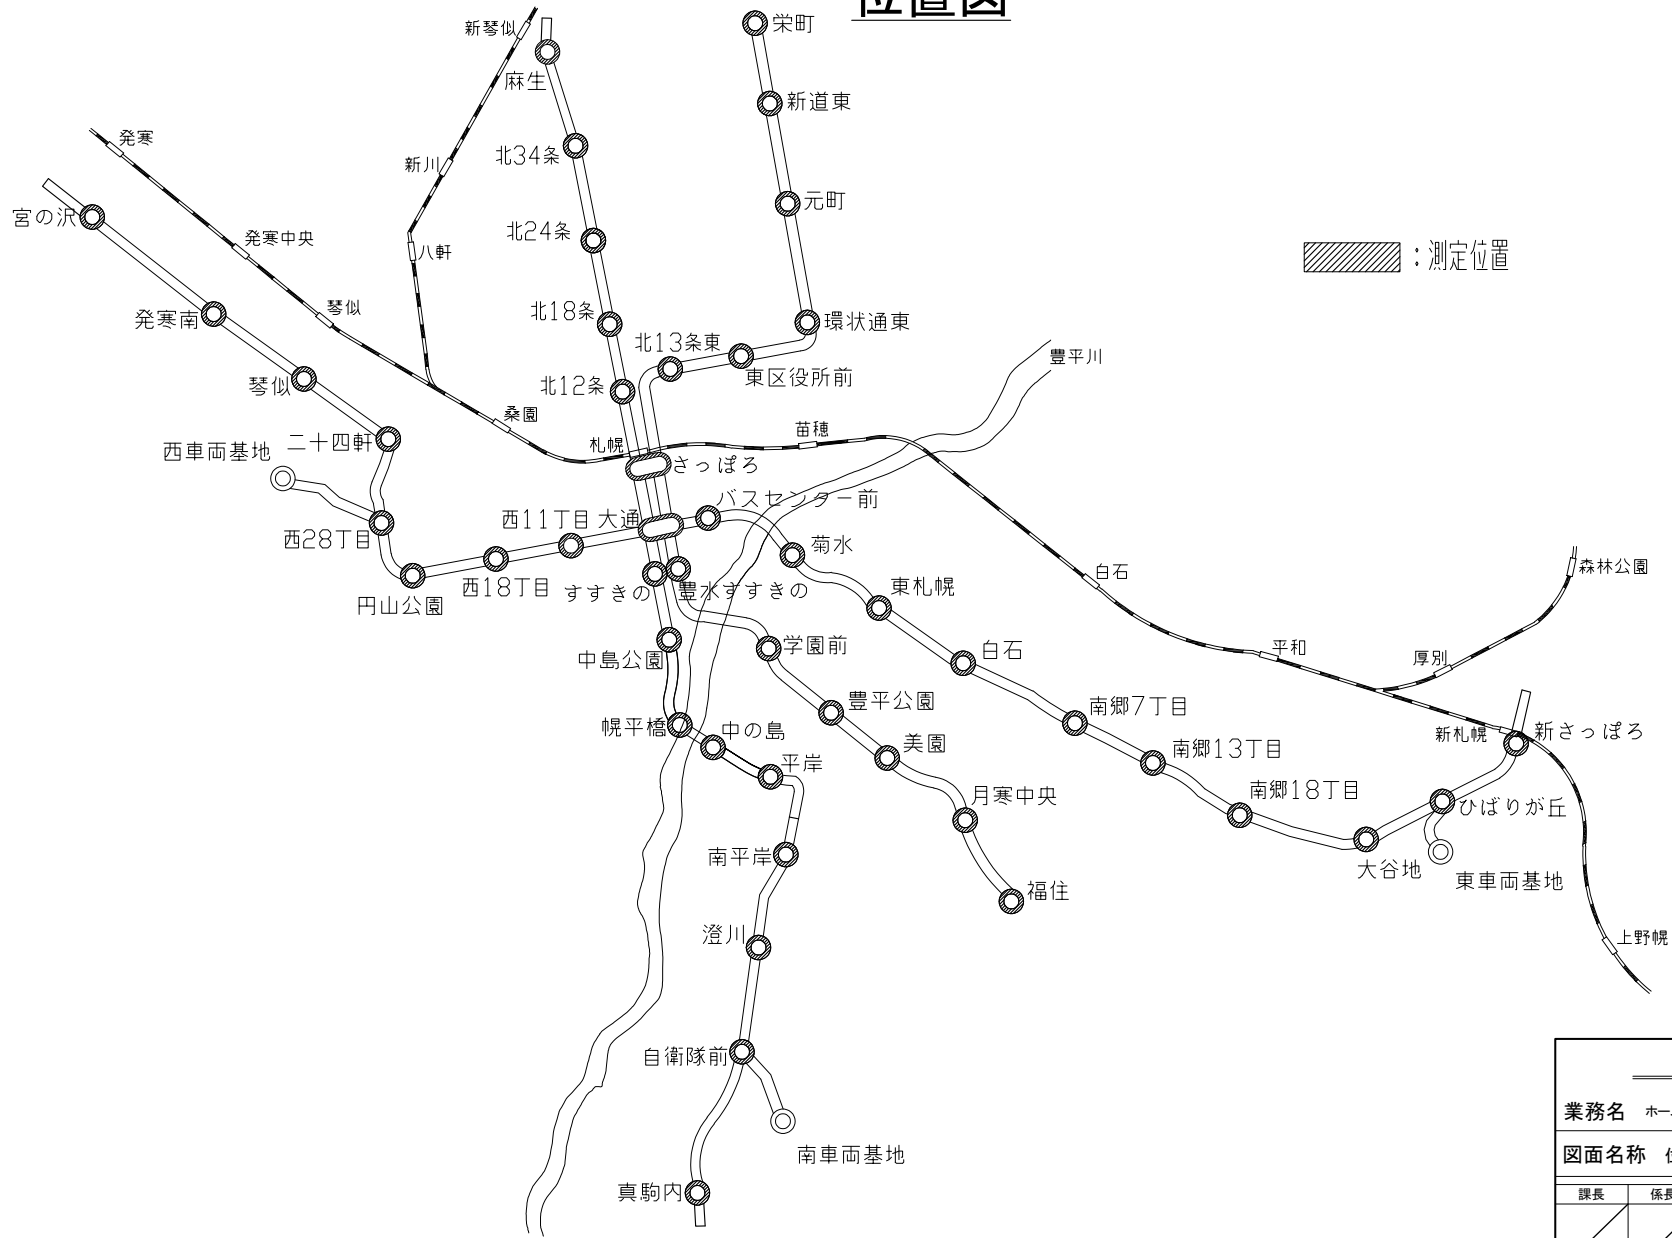 位置図
栄町
新琴似
麻生
新道東
発寒
北34条
新川
元町
宮の沢
北24条
発寒中央
八軒
：測定位置
琴似
北18条
発寒南
環状通東
北13条東
豊平川
東区役所前
琴似
北12条
桑園
苗穂
二十四軒
札幌
西車両基地
さっぽろ
バスセンター前
西11丁目
大通
西28丁目
菊水
白石
森林公園
西18丁目
すすきの
豊水すすきの
東札幌
円山公園
学園前
白石
平和
中島公園
厚別
豊平公園
南郷7丁目
幌平橋
中の島
新札幌
新さっぽろ
美園
南郷13丁目
平岸
月寒中央
南郷18丁目
ひばりが丘
南平岸
大谷地
東車両基地
福住
澄川
上野幌
自衛隊前
業務名
図面名称
南車両基地
真駒内
課長
係長